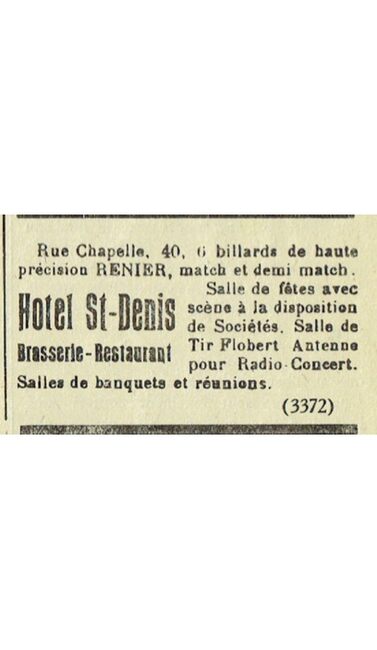 Rue Chapelle, 40, 6 billards de haute
précision RENIER, match et demi match.
Hotel St-Denis
Brasserie-Restaurant
Salle de fêtes avec
scène à la disposition
de Sociétés. Salle de
Tir Flobert Antenne
pour Radio-Concert.
Salles de banquets et réunions.
(3372)